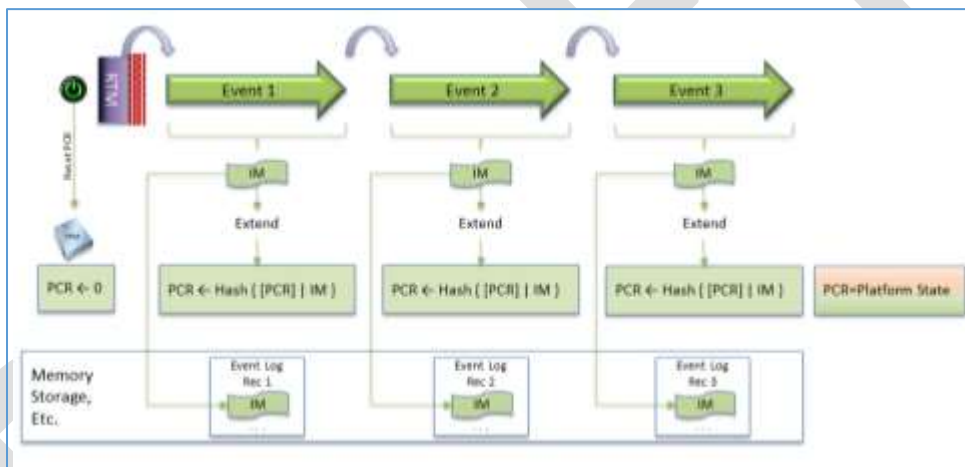 RTM
Event 1
Event 2
Event 3
Reset PCR
IM
IM
IM
Extend
Extend
Extend
PCR ← 0
PCR ← Hash ( [PCR] | IM )
PCR ← Hash ( [PCR] | IM )
PCR ← Hash ( [PCR] | IM )
PCR=Platform State
Memory
Storage,
Etc.
Event Log
Rec 1
IM
. . .
Event Log
Rec 2
IM
. . .
Event Log
Rec 3
IM
. . .